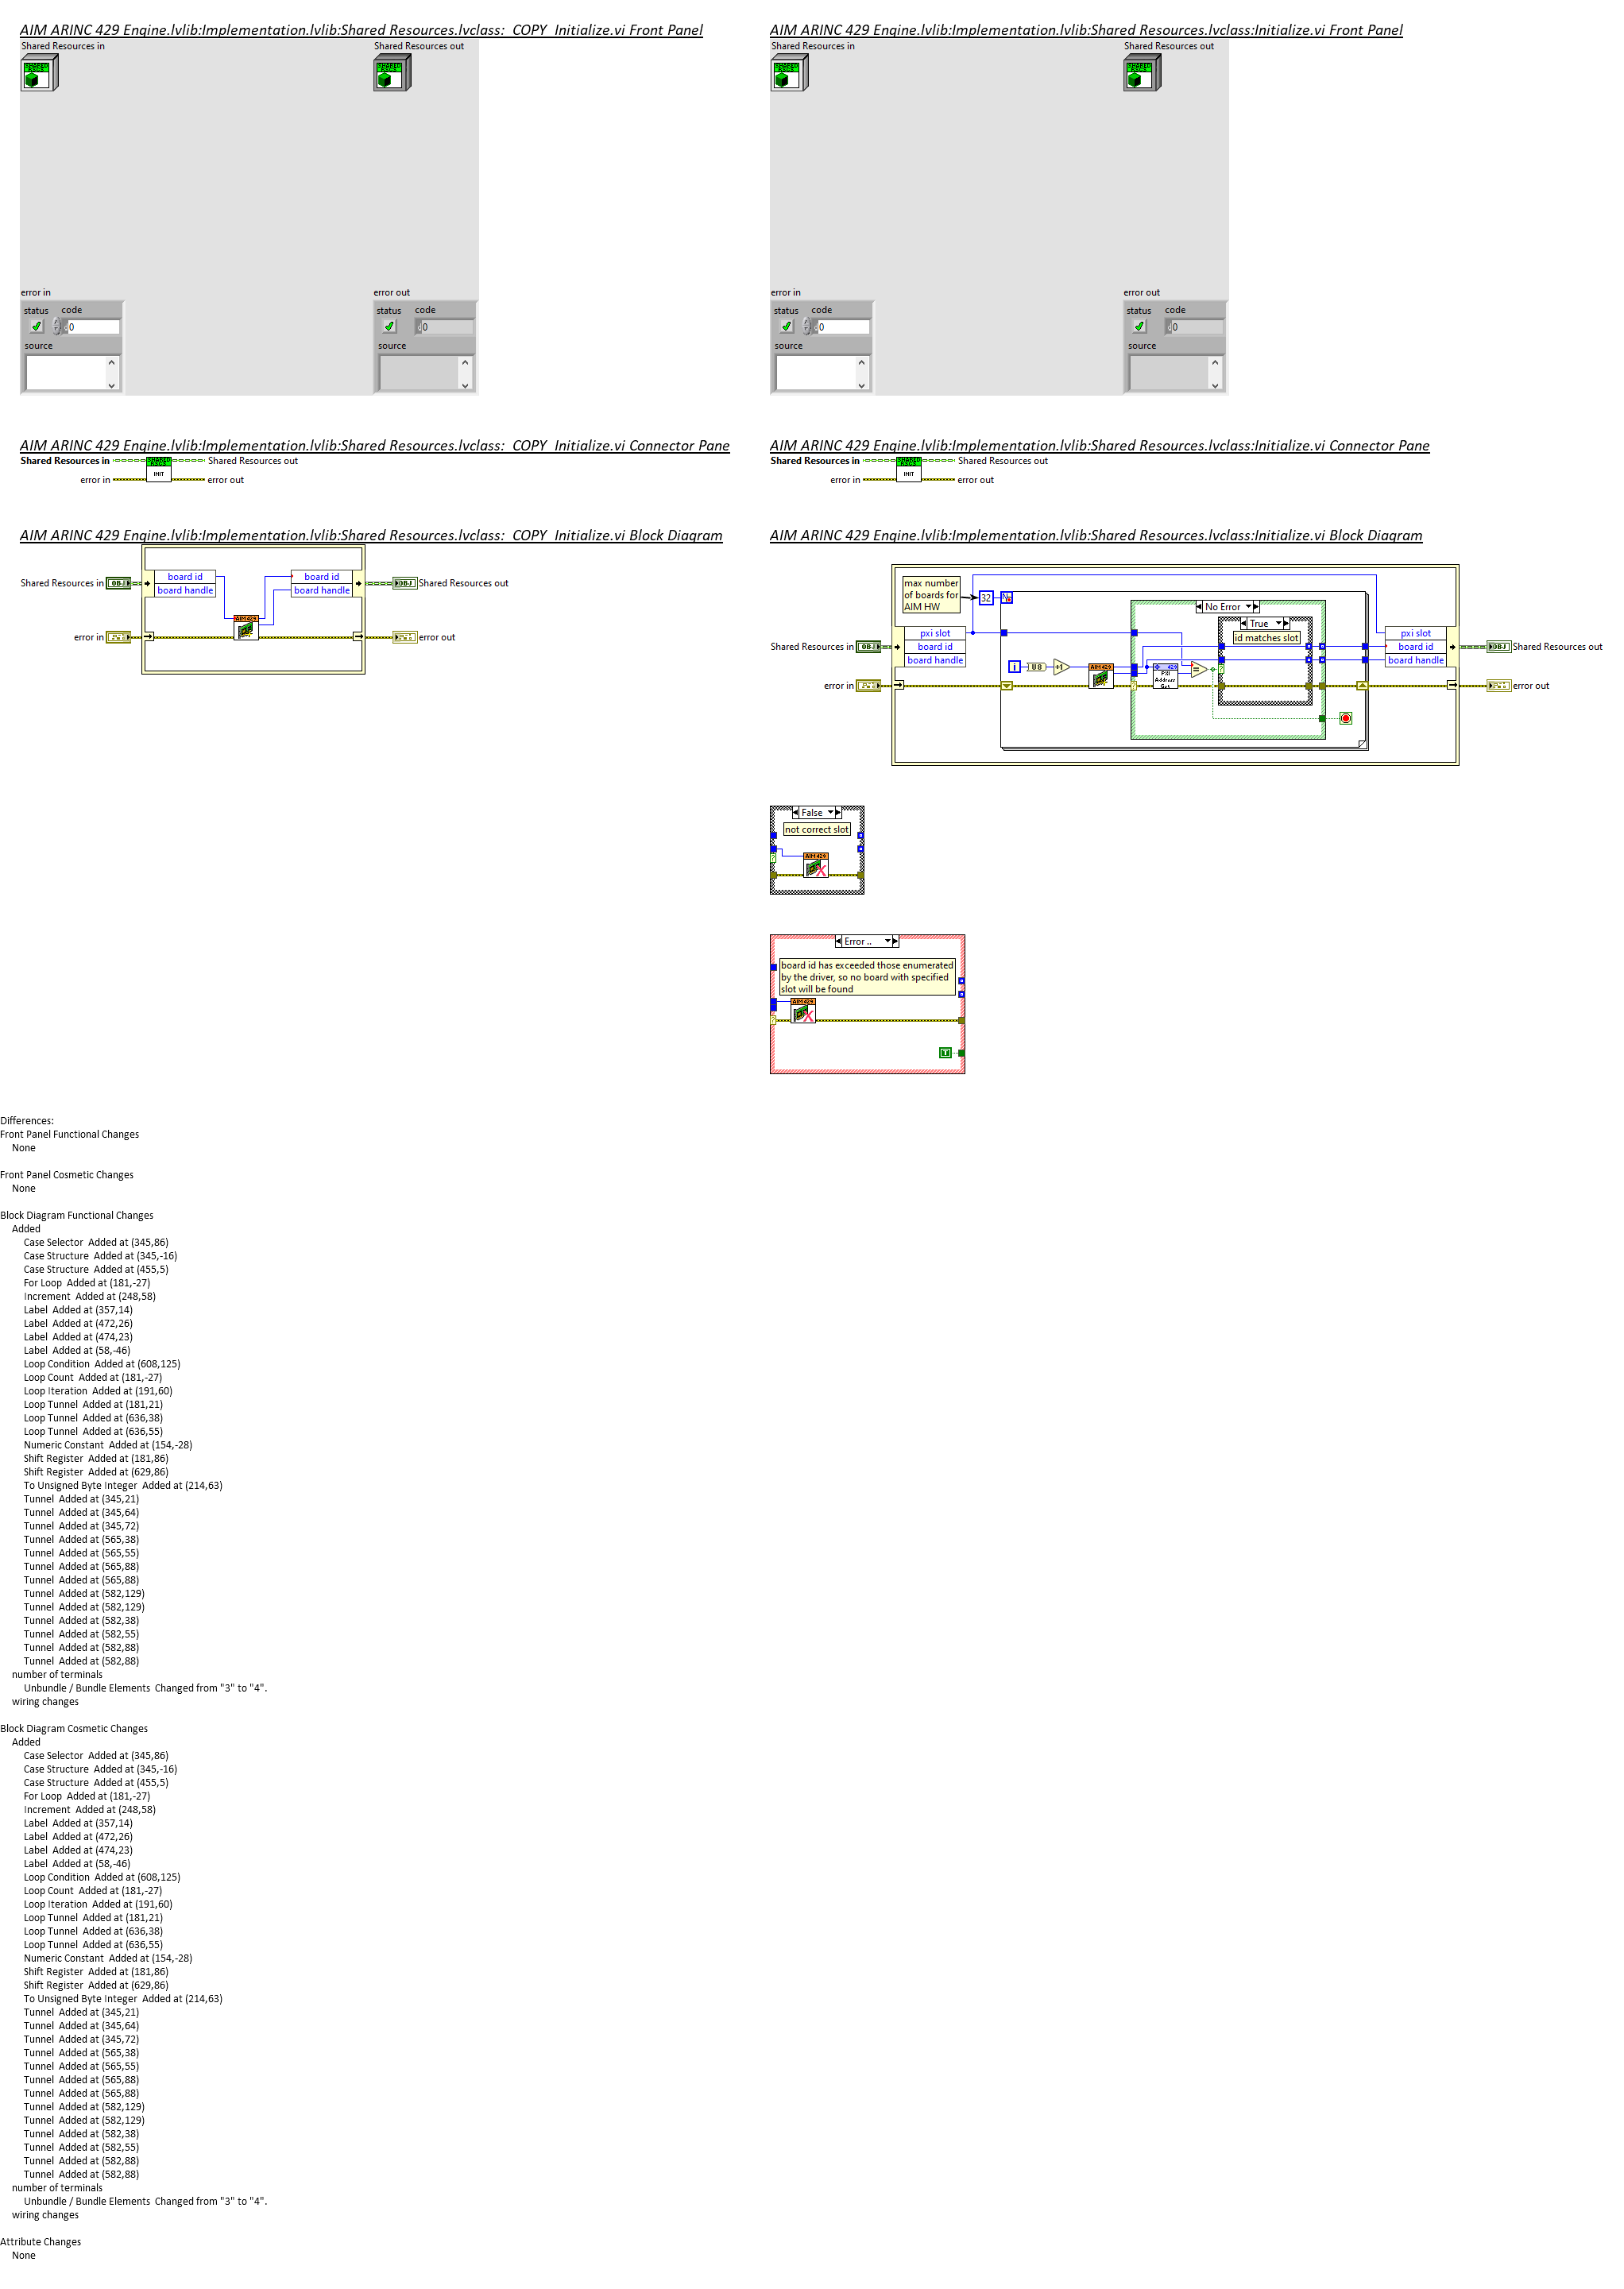 AIM ARINC 429 Engine.lvlib:Implementation.lvlib:Shared Resources.lvclass:_COPY_Initialize.vi Front Panel
Shared Resources in
Shared Resources out
error in
error out
status code
0
source
status code
0
source
AIM ARINC 429 Engine.lvlib:Implementation.lvlib:Shared Resources.lvclass:Initialize.vi Front Panel
Shared Resources in
Shared Resources out
error in
error out
status code
0
source
status code
0
source
AIM ARINC 429 Engine.lvlib:Implementation.lvlib:Shared Resources.lvclass:_COPY_Initialize.vi Connector Pane
Shared Resources in
Shared Resources out
INIT
error in
error out
AIM ARINC 429 Engine.lvlib:Implementation.lvlib:Shared Resources.lvclass:Initialize.vi Connector Pane
Shared Resources in
Shared Resources out
INIT
error in
error out
AIM ARINC 429 Engine.lvlib:Implementation.lvlib:Shared Resources.lvclass:_COPY_Initialize.vi Block Diagram
Shared Resources in
OBJ
board id
board handle
board id
board handle
OBJ
Shared Resources out
AIM 429
error in
error out
AIM ARINC 429 Engine.lvlib:Implementation.lvlib:Shared Resources.lvclass:Initialize.vi Block Diagram
max number
of boards for
AIM HW
32
N
No Error
True
id matches slot
pxi slot
board id
board handle
pxi slot
board id
board handle
Shared Resources in
OBJ
OBJ
Shared Resources out
i
U8
+1
AIM 429
429
PXI
Address
Get
=
error in
error out
False
not correct slot
AIM 429
Error ..
board id has exceeded those enumerated
by the driver, so no board with specified
slot will be found
AIM 429
T
Differences:
Front Panel Functional Changes
None
Front Panel Cosmetic Changes
None
Block Diagram Functional Changes
Added
Case Selector Added at (345,86)
Case Structure Added at (345,-16)
Case Structure Added at (455,5)
For Loop Added at (181,-27)
Increment Added at (248,58)
Label Added at (357,14)
Label Added at (472,26)
Label Added at (474,23)
Label Added at (58,-46)
Loop Condition Added at (608,125)
Loop Count Added at (181,-27)
Loop Iteration Added at (191,60)
Loop Tunnel Added at (181,21)
Loop Tunnel Added at (636,38)
Loop Tunnel Added at (636,55)
Numeric Constant Added at (154,-28)
Shift Register Added at (181,86)
Shift Register Added at (629,86)
To Unsigned Byte Integer Added at (214,63)
Tunnel Added at (345,21)
Tunnel Added at (345,64)
Tunnel Added at (345,72)
Tunnel Added at (565,38)
Tunnel Added at (565,55)
Tunnel Added at (565,88)
Tunnel Added at (565,88)
Tunnel Added at (582,129)
Tunnel Added at (582,129)
Tunnel Added at (582,38)
Tunnel Added at (582,55)
Tunnel Added at (582,88)
Tunnel Added at (582,88)
number of terminals
Unbundle / Bundle Elements Changed from "3" to "4".
wiring changes
Block Diagram Cosmetic Changes
Added
Case Selector Added at (345,86)
Case Structure Added at (345,-16)
Case Structure Added at (455,5)
For Loop Added at (181,-27)
Increment Added at (248,58)
Label Added at (357,14)
Label Added at (472,26)
Label Added at (474,23)
Label Added at (58,-46)
Loop Condition Added at (608,125)
Loop Count Added at (181,-27)
Loop Iteration Added at (191,60)
Loop Tunnel Added at (181,21)
Loop Tunnel Added at (636,38)
Loop Tunnel Added at (636,55)
Numeric Constant Added at (154,-28)
Shift Register Added at (181,86)
Shift Register Added at (629,86)
To Unsigned Byte Integer Added at (214,63)
Tunnel Added at (345,21)
Tunnel Added at (345,64)
Tunnel Added at (345,72)
Tunnel Added at (565,38)
Tunnel Added at (565,55)
Tunnel Added at (565,88)
Tunnel Added at (565,88)
Tunnel Added at (582,129)
Tunnel Added at (582,129)
Tunnel Added at (582,38)
Tunnel Added at (582,55)
Tunnel Added at (582,88)
Tunnel Added at (582,88)
number of terminals
Unbundle / Bundle Elements Changed from "3" to "4".
wiring changes
Attribute Changes
None